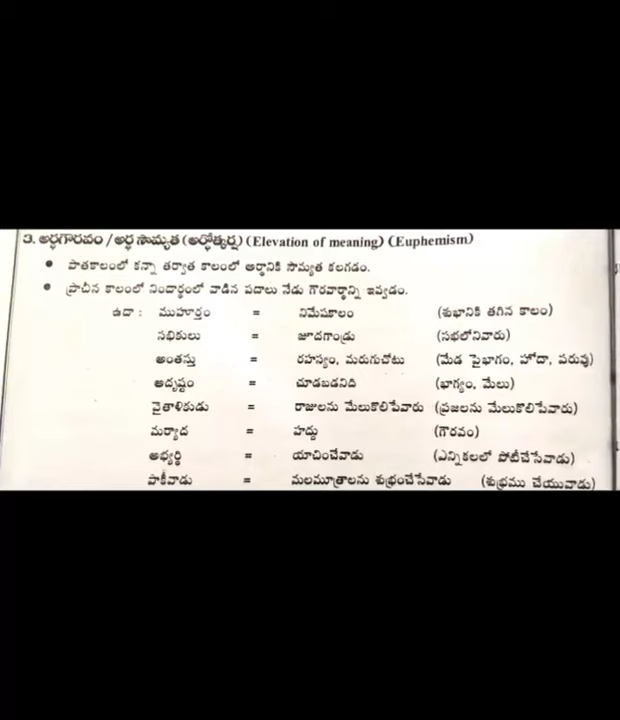 3. అర్థగౌరవం / అర్థ సౌమ్యత (అర్థోత్కర్ష) (Elevation of meaning) (Euphemism)
● పాతకాలంలో కన్నా తర్వాత కాలంలో అర్థానికి సౌమ్యత కలగడం.
● ప్రాచీన కాలంలో నిందార్థంలో వాడిన పదాలు నేడు గౌరవార్థాన్ని ఇవ్వడం.
ఉదా : ముహూర్తం = నిమేషకాలం (శుభానికి తగిన కాలం)
సభికులు = జూదగాండ్రు (సభలోనివారు)
అంతస్తు = రహస్యం, మరుగుచోటు (మేడ పైభాగం, హోదా, పరువు)
అదృష్టం = చూడబడనిది (భాగ్యం, మేలు)
వైతాళికుడు = రాజులను మేలుకొలిపేవారు (ప్రజలను మేలుకొలిపేవారు)
మర్యాద = హద్దు (గౌరవం)
అభ్యర్థి = యాచించేవాడు (ఎన్నికలలో పోటీచేసేవాడు)
పాకీవాడు = మలమూత్రాలను శుభ్రంచేసేవాడు (శుభ్రము చేయువాడు)